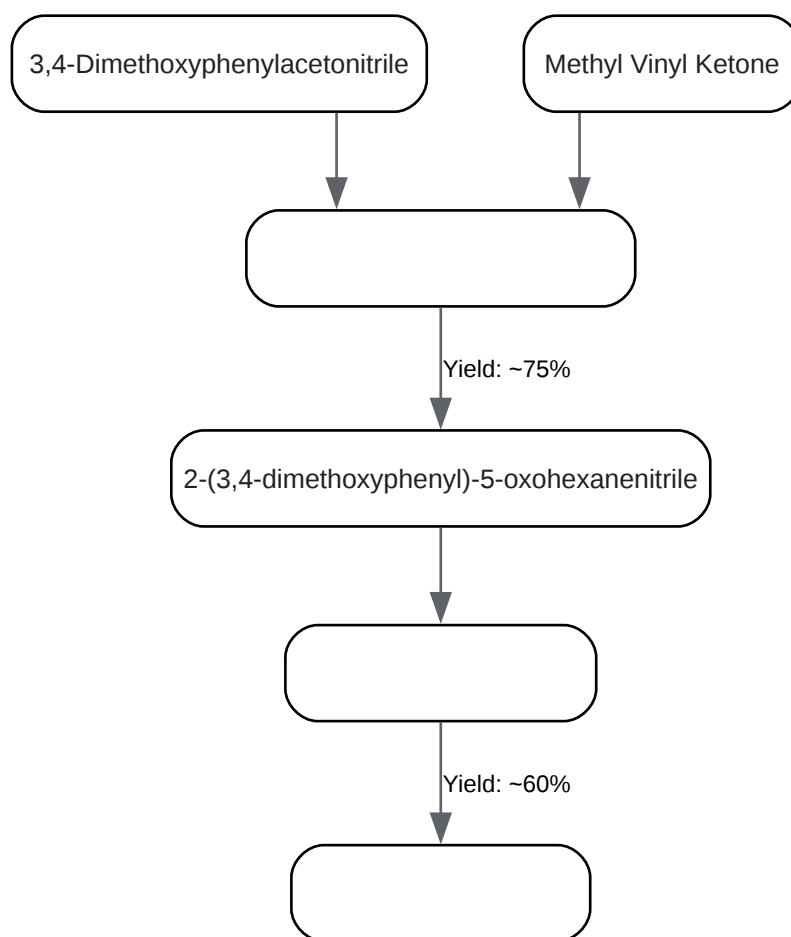 3,4-Dimethoxyphenylacetonitrile
Methyl Vinyl Ketone
Yield: ~75%
2-(3,4-dimethoxyphenyl)-5-oxohexanenitrile
Yield: ~60%